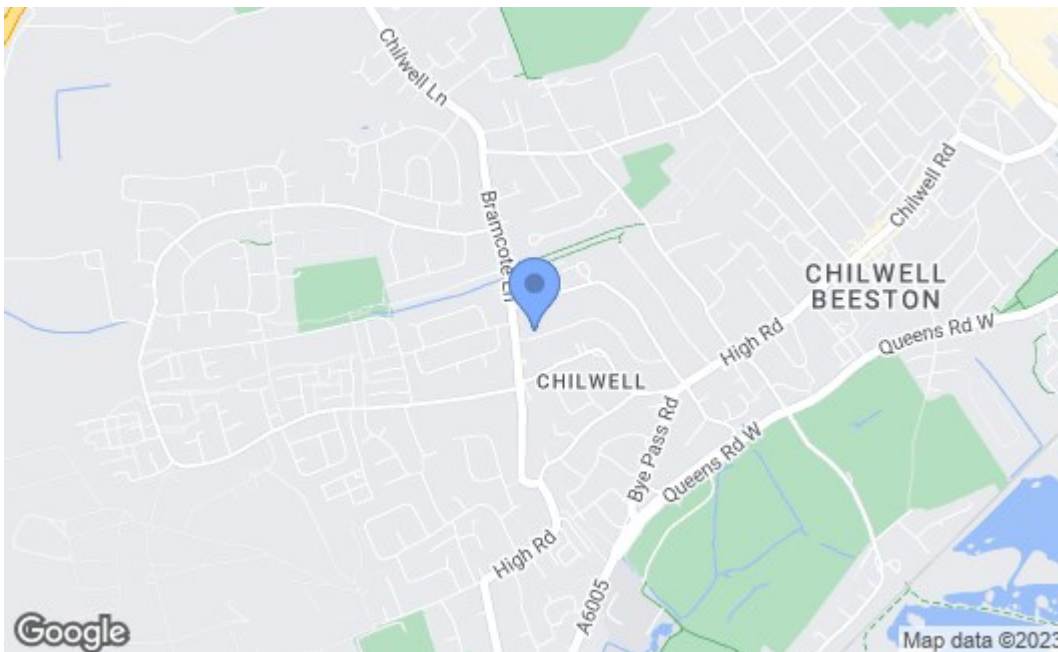 Chilwell Ln
Bramcote Ln
Chilwell Rd
CHILWELL
BEESTON
Queens Rd W
High Rd
CHILWELL
Bye Pass Rd
Queens Rd W
High Rd
A6005
Google
Map data ©2023